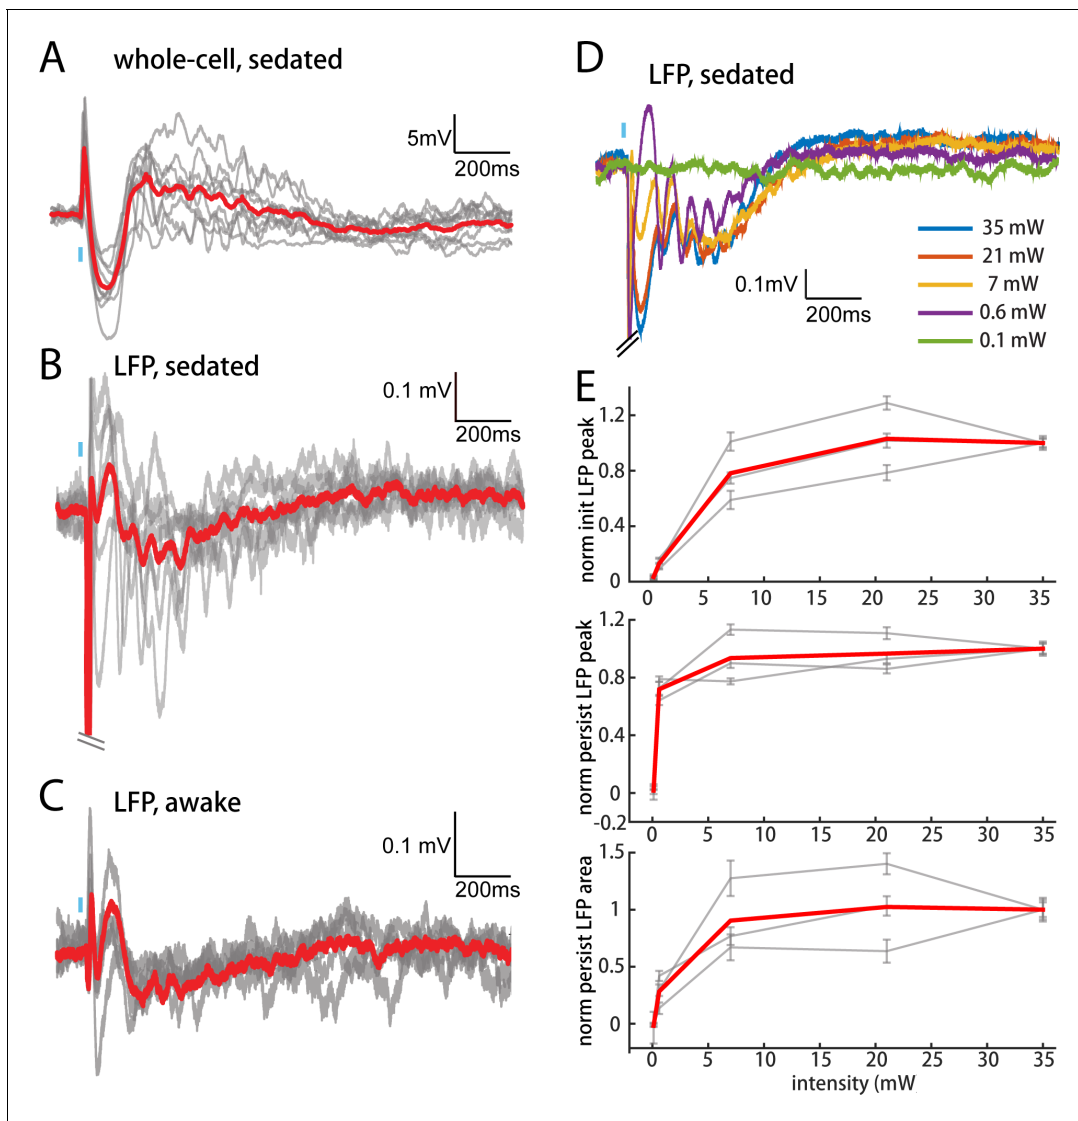 A
whole-cell, sedated
5mV
200ms
B
LFP, sedated
0.1 mV
200ms
C
LFP, awake
0.1 mV
200ms
D
LFP, sedated
35 mW
21 mW
7 mW
0.6 mW
0.1 mW
0.1mV
200ms
E
norm init LFP peak
1.2
0.8
0.4
0
0 5 10 15 20 25 30 35
norm persist LFP peak
1.2
0.8
0.4
0
-0.2
0 5 10 15 20 25 30 35
norm persist LFP area
1.5
1
0.5
0
0 5 10 15 20 25 30 35
intensity (mW